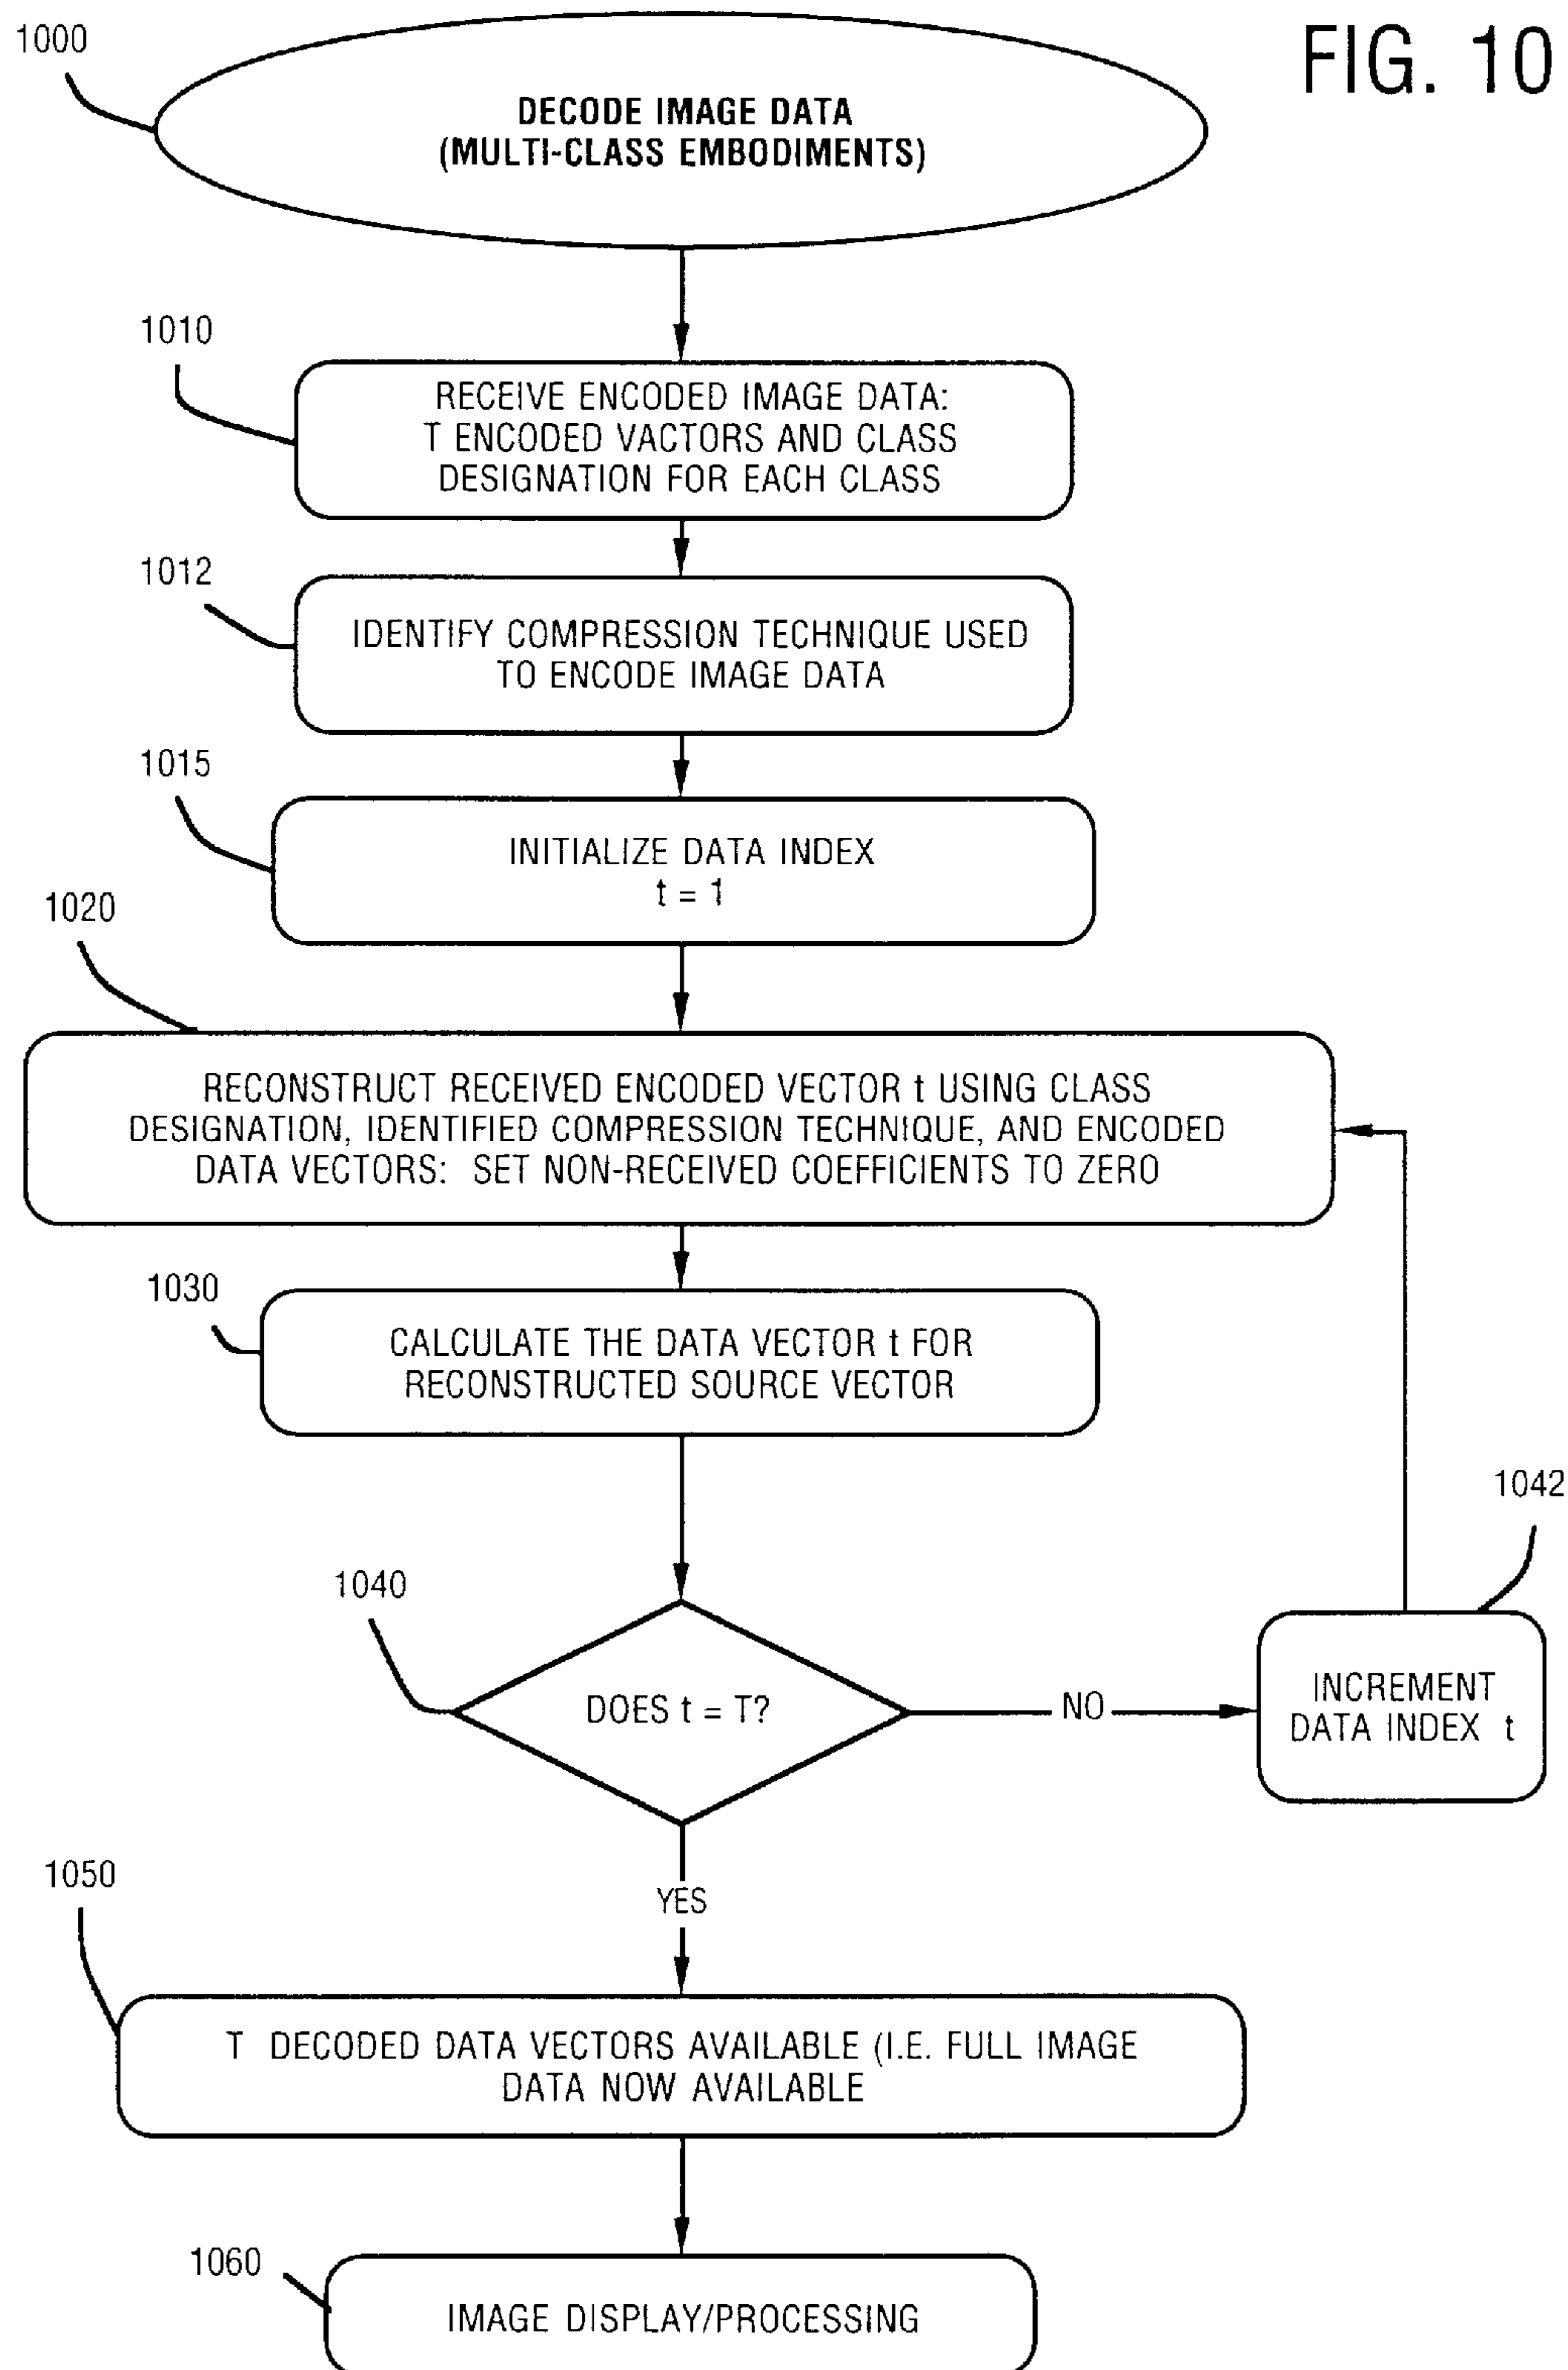 FIG. 10
1000
DECODE IMAGE DATA
(MULTI-CLASS EMBODIMENTS)
1010
RECEIVE ENCODED IMAGE DATA:
T ENCODED VACTORS AND CLASS
DESIGNATION FOR EACH CLASS
1012
IDENTIFY COMPRESSION TECHNIQUE USED
TO ENCODE IMAGE DATA
1015
INITIALIZE DATA INDEX
t = 1
1020
RECONSTRUCT RECEIVED ENCODED VECTOR t USING CLASS
DESIGNATION, IDENTIFIED COMPRESSION TECHNIQUE, AND ENCODED
DATA VECTORS: SET NON-RECEIVED COEFFICIENTS TO ZERO
1030
CALCULATE THE DATA VECTOR t FOR
RECONSTRUCTED SOURCE VECTOR
1040
DOES t = T?
NO
1042
INCREMENT
DATA INDEX t
YES
1050
T DECODED DATA VECTORS AVAILABLE (I.E. FULL IMAGE
DATA NOW AVAILABLE
1060
IMAGE DISPLAY/PROCESSING